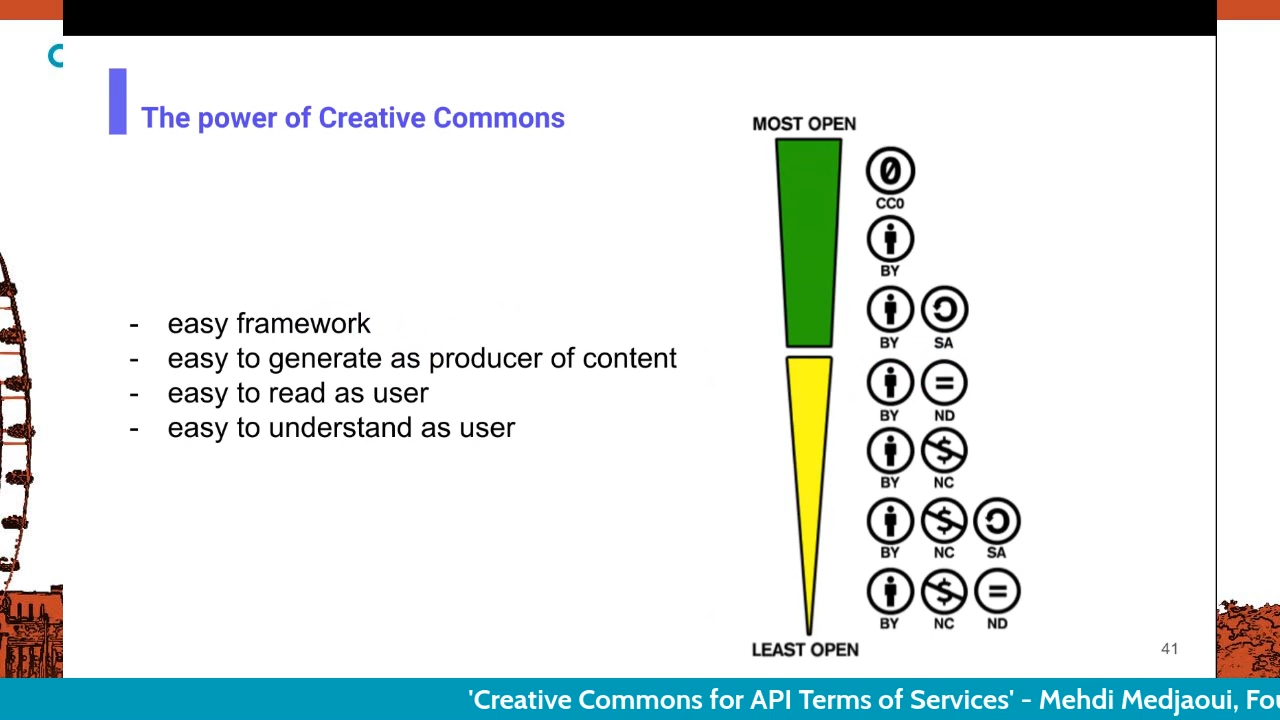 The power of Creative Commons
- easy framework
- easy to generate as producer of content
- easy to read as user
- easy to understand as user
MOST OPEN
CC0
BY
BY SA
BY ND
BY NC
BY NC SA
BY NC ND
LEAST OPEN
41
'Creative Commons for API Terms of Services' - Mehdi Medjaoui,